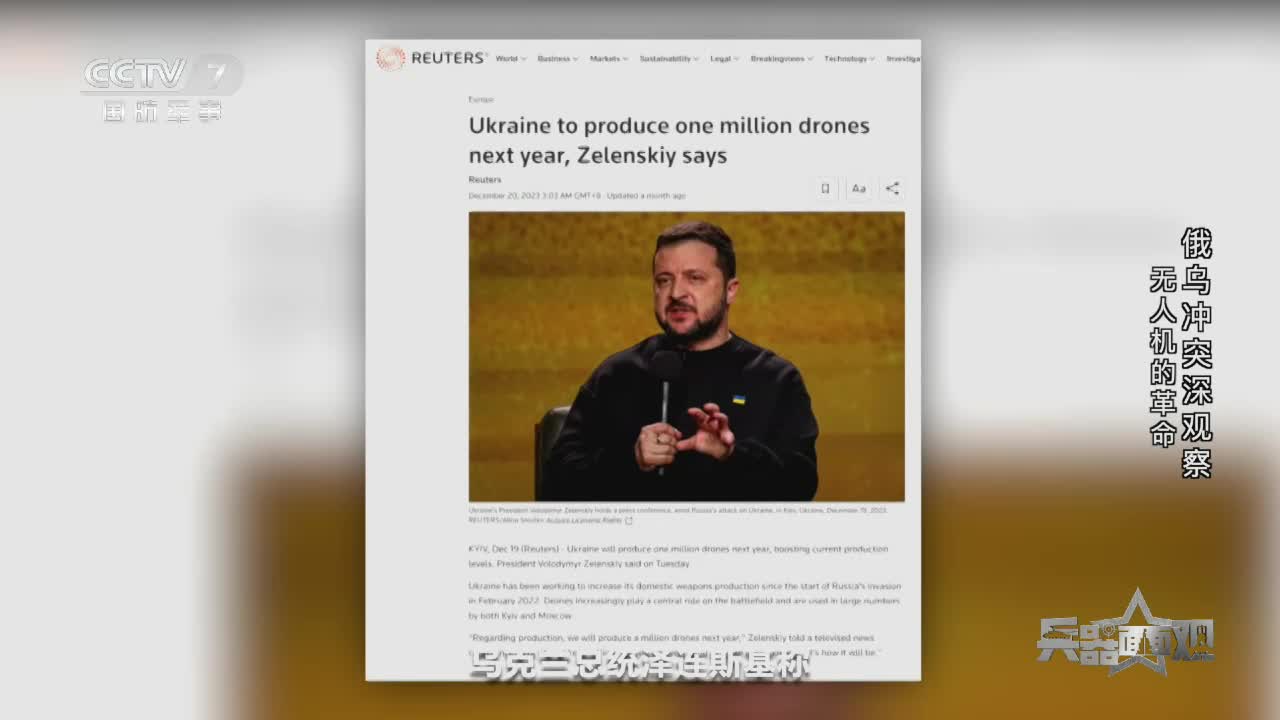 CCTV 7
国防军事
REUTERS
World Business Markets Sustainability Legal Breakingviews Technology Investiga
Europe
Ukraine to produce one million drones
next year, Zelenskiy says
Reuters
December 20, 2023 3:03 AM GMT+8 · Updated a month ago
Aa
Ukraine's President Volodymyr Zelenskiy holds a press conference, amid Russia's attack on Ukraine, in Kyiv, Ukraine, December 19, 2023.
REUTERS/Alina Smutko Acquire Licensing Rights
KYIV, Dec 19 (Reuters) - Ukraine will produce one million drones next year, boosting current production
levels, President Volodymyr Zelenskiy said on Tuesday.
Ukraine has been working to increase its domestic weapons production since the start of Russia's invasion
in February 2022. Drones increasingly play a central role on the battlefield and are used in large numbers
by both Kyiv and Moscow.
"Regarding production, we will produce a million drones next year," Zelenskiy told a televised news
's how it will be."
乌克兰总统泽连斯基称
俄乌冲突深观察
无人机的革命
兵器面面观